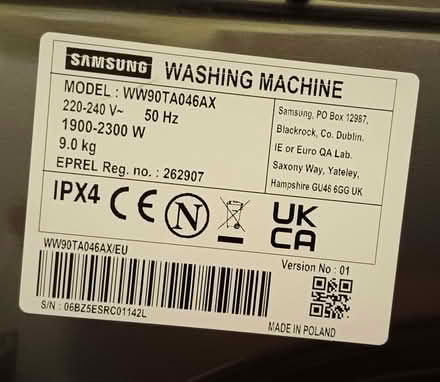 SAMSUNG WASHING MACHINE
MODEL : WW90TA046AX
220-240 V~ 50 Hz
1900-2300 W
9.0 kg
EPREL Reg. no. : 262907
Samsung, PO Box 12987,
Blackrock, Co. Dublin.
IE or Euro QA Lab.
Saxony Way, Yateley,
Hampshire GU46 6GG UK
IPX4 CE N UK
CA
WW90TA046AX/EU
Version No : 01
S/N : 06BZ5ESRC01142L
MADE IN POLAND